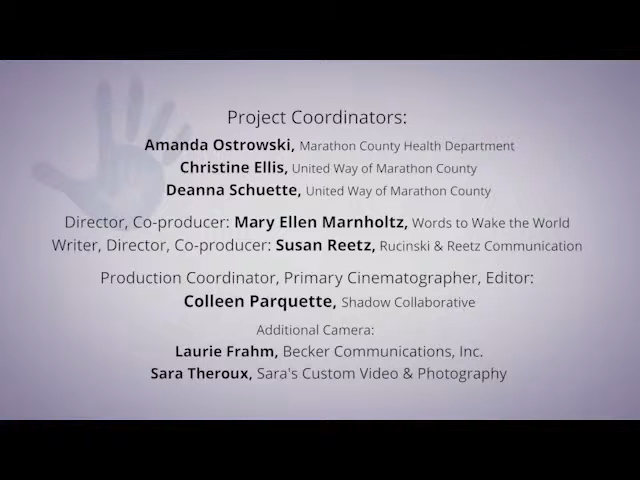 Project Coordinators:
Amanda Ostrowski, Marathon County Health Department
Christine Ellis, United Way of Marathon County
Deanna Schuette, United Way of Marathon County
Director, Co-producer: Mary Ellen Marnholtz, Words to Wake the World
Writer, Director, Co-producer: Susan Reetz, Rucinski & Reetz Communication
Production Coordinator, Primary Cinematographer, Editor:
Colleen Parquette, Shadow Collaborative
Additional Camera:
Laurie Frahm, Becker Communications, Inc.
Sara Theroux, Sara's Custom Video & Photography